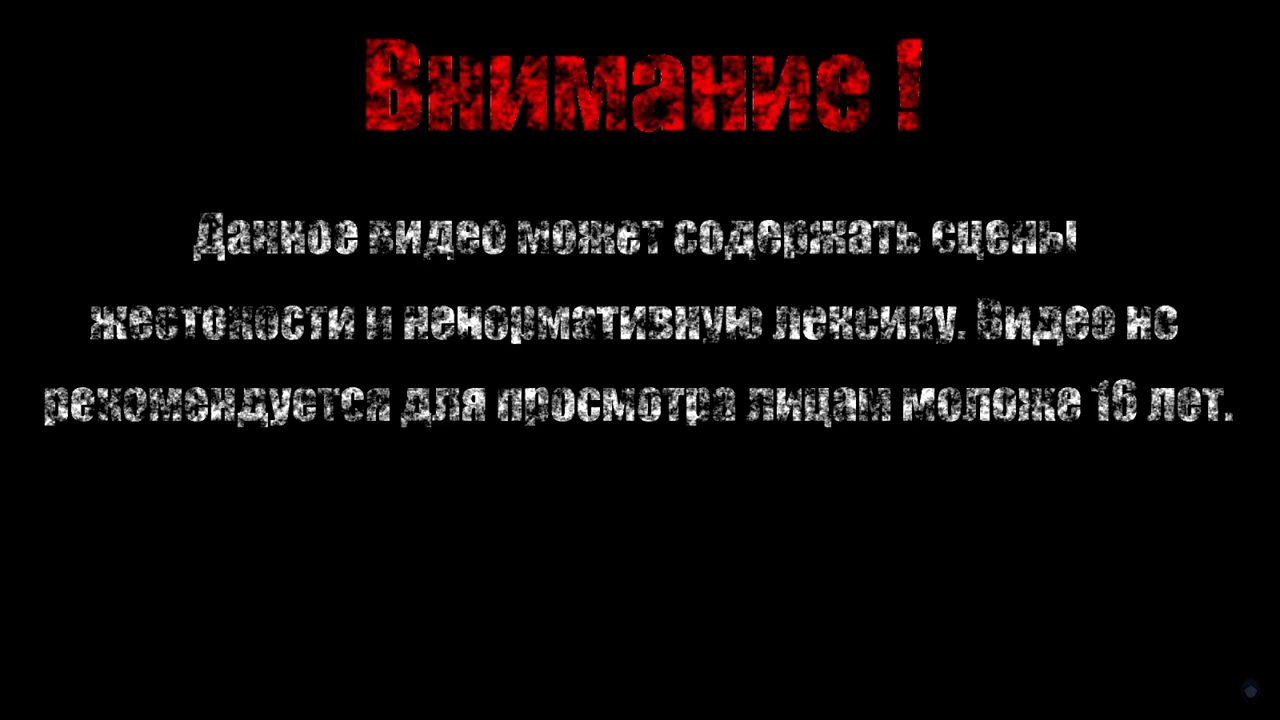 Внимание !
Данное видео может содержать сцены
жестокости и ненормативную лексику. Видео не
рекомендуется для просмотра лицам моложе 16 лет.